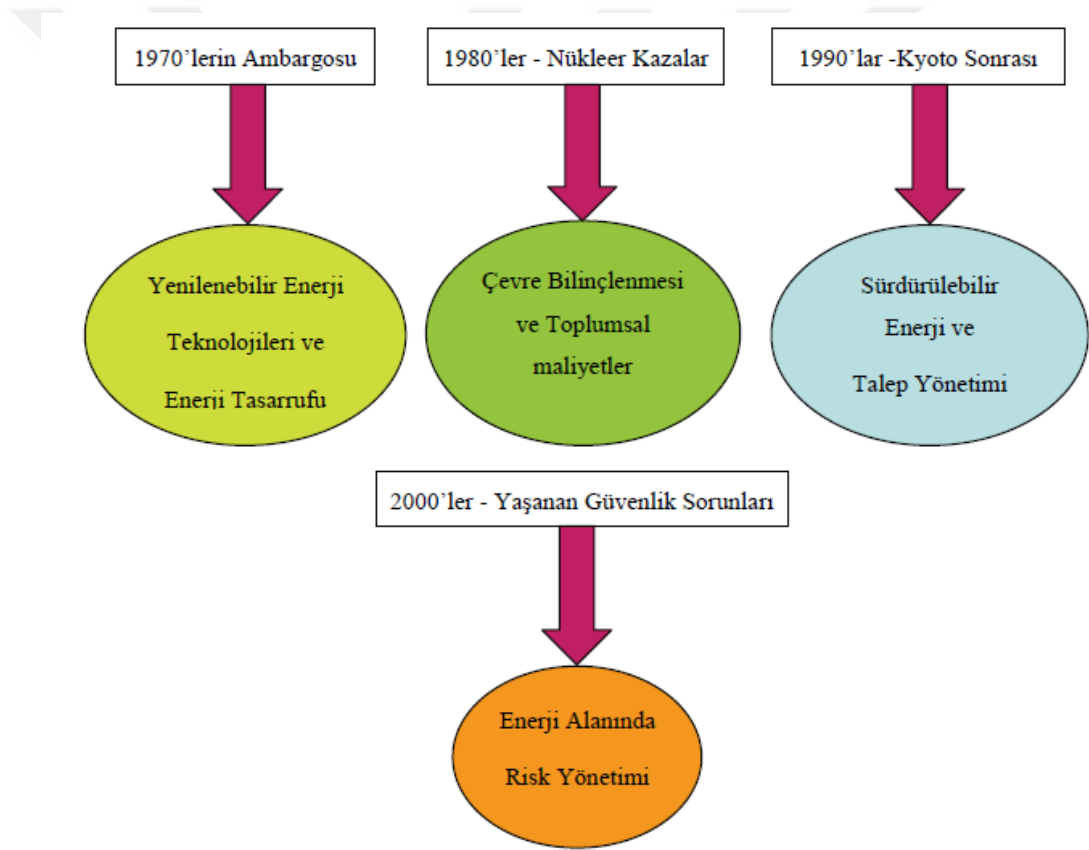 1970’lerin Ambargosu
1980’ler - Nükleer Kazalar
1990’lar -Kyoto Sonrası
Yenilenebilir Enerji
Teknolojileri ve
Enerji Tasarrufu
Çevre Bilinçlenmesi
ve Toplumsal
maliyetler
Sürdürülebilir
Enerji ve
Talep Yönetimi
2000’ler - Yaşanan Güvenlik Sorunları
Enerji Alanında
Risk Yönetimi